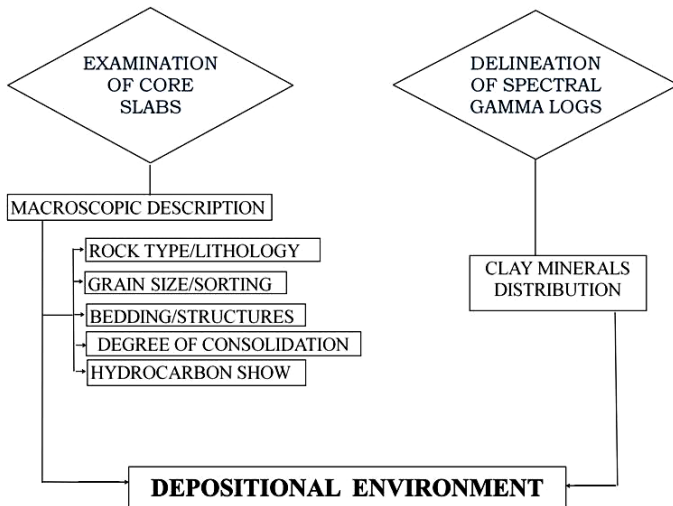 EXAMINATION
OF CORE
SLABS
DELINEATION
OF SPECTRAL
GAMMA LOGS
MACROSCOPIC DESCRIPTION
ROCK TYPE/LITHOLOGY
GRAIN SIZE/SORTING
BEDDING/STRUCTURES
DEGREE OF CONSOLIDATION
HYDROCARBON SHOW
CLAY MINERALS
DISTRIBUTION
DEPOSITIONAL ENVIRONMENT